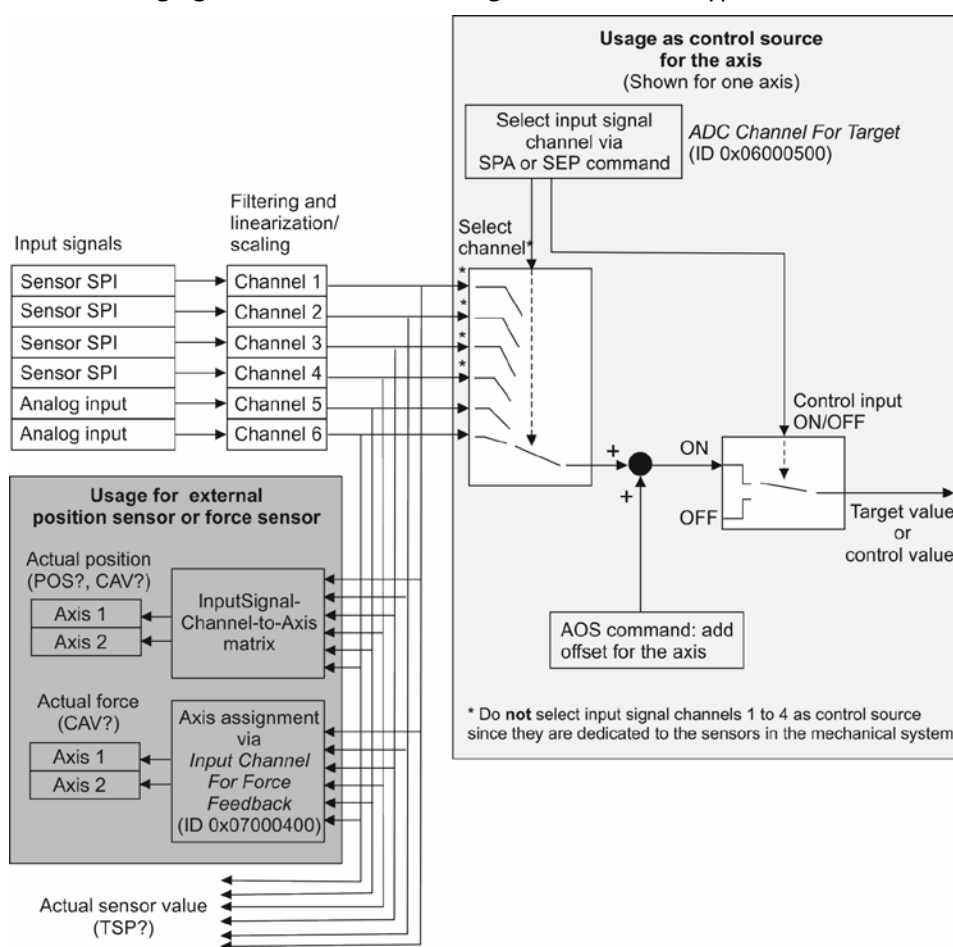 Usage as control source
for the axis
(Shown for one axis)
Select input signal
channel via
SPA or SEP command
ADC Channel For Target
(ID 0x06000500)
Filtering and
linearization/
scaling
Input signals
Select
channel*
Sensor SPI
Channel 1
*
Sensor SPI
Channel 2
*
Sensor SPI
Channel 3
*
Sensor SPI
Channel 4
*
Analog input
Channel 5
Analog input
Channel 6
Control input
ON/OFF
+
+
ON
OFF
Target value
or
control value
AOS command: add
offset for the axis
* Do not select input signal channels 1 to 4 as control source
since they are dedicated to the sensors in the mechanical system
Usage for external
position sensor or force sensor
Actual position
(POS?, CAV?)
Axis 1
Axis 2
InputSignal-
Channel-to-Axis
matrix
Actual force
(CAV?)
Axis 1
Axis 2
Axis assignment
via
Input Channel
For Force
Feedback
(ID 0x07000400)
Actual sensor value
(TSP?)